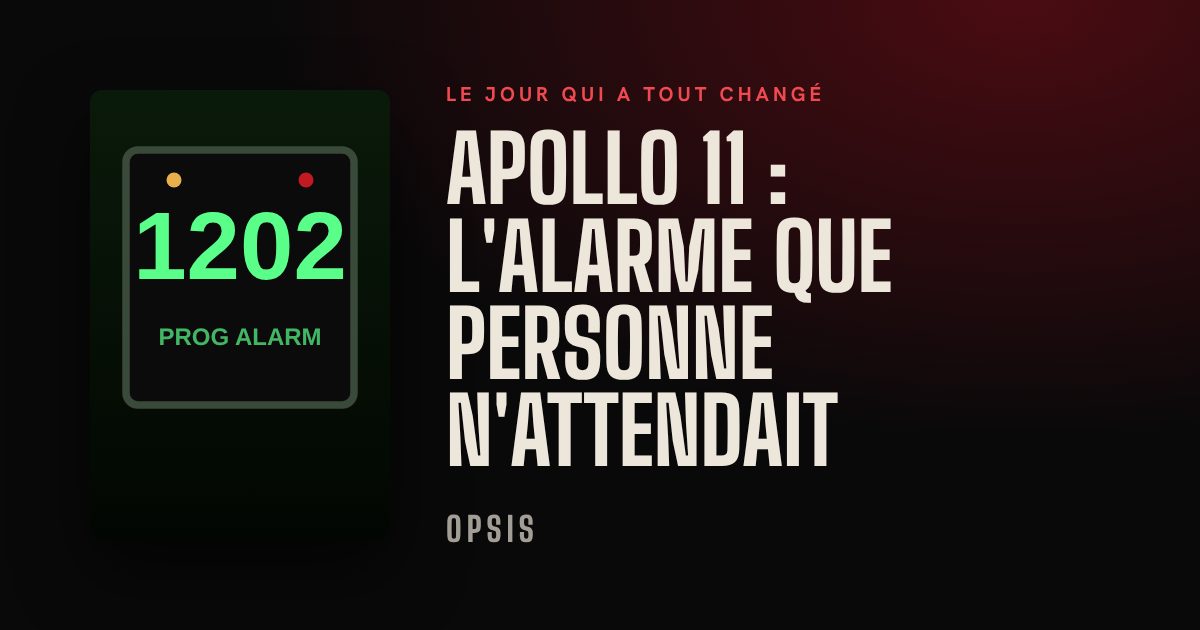 1202
PROG ALARM
LE JOUR QUI A TOUT CHANGÉ
APOLLO 11 :
L'ALARME QUE
PERSONNE
N'ATTENDAIT
OPSIS